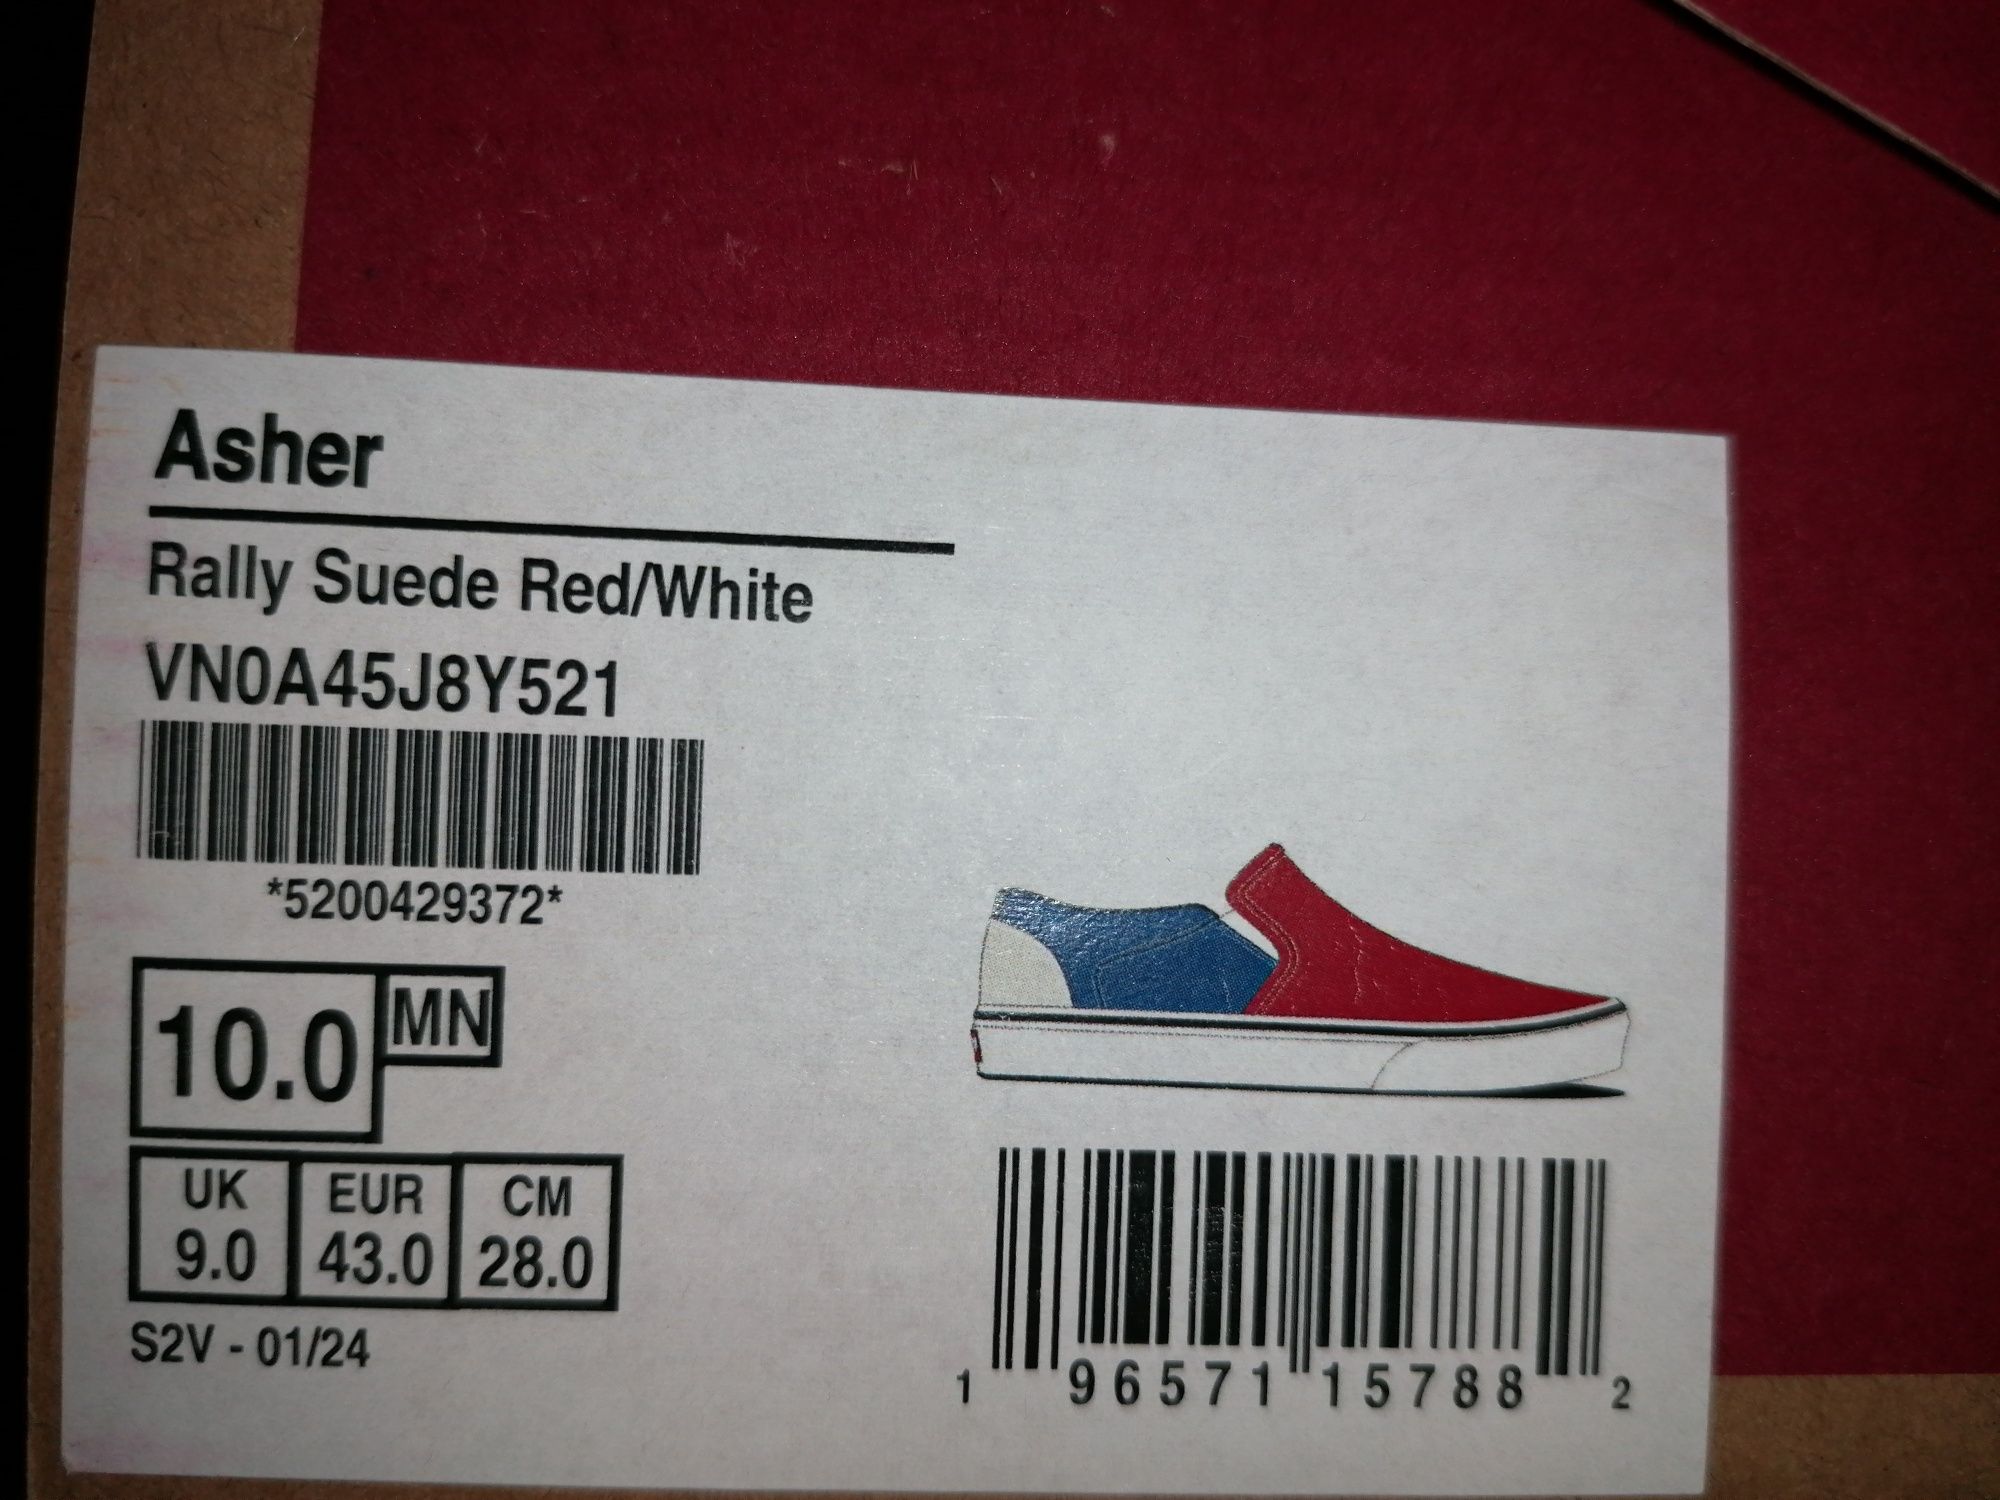 Asher
Rally Suede Red/White
VN0A45J8Y521
*5200429372*
10.0 MN
UK EUR CM
9.0 43.0 28.0
S2V - 01/24
1 96571 15788 2